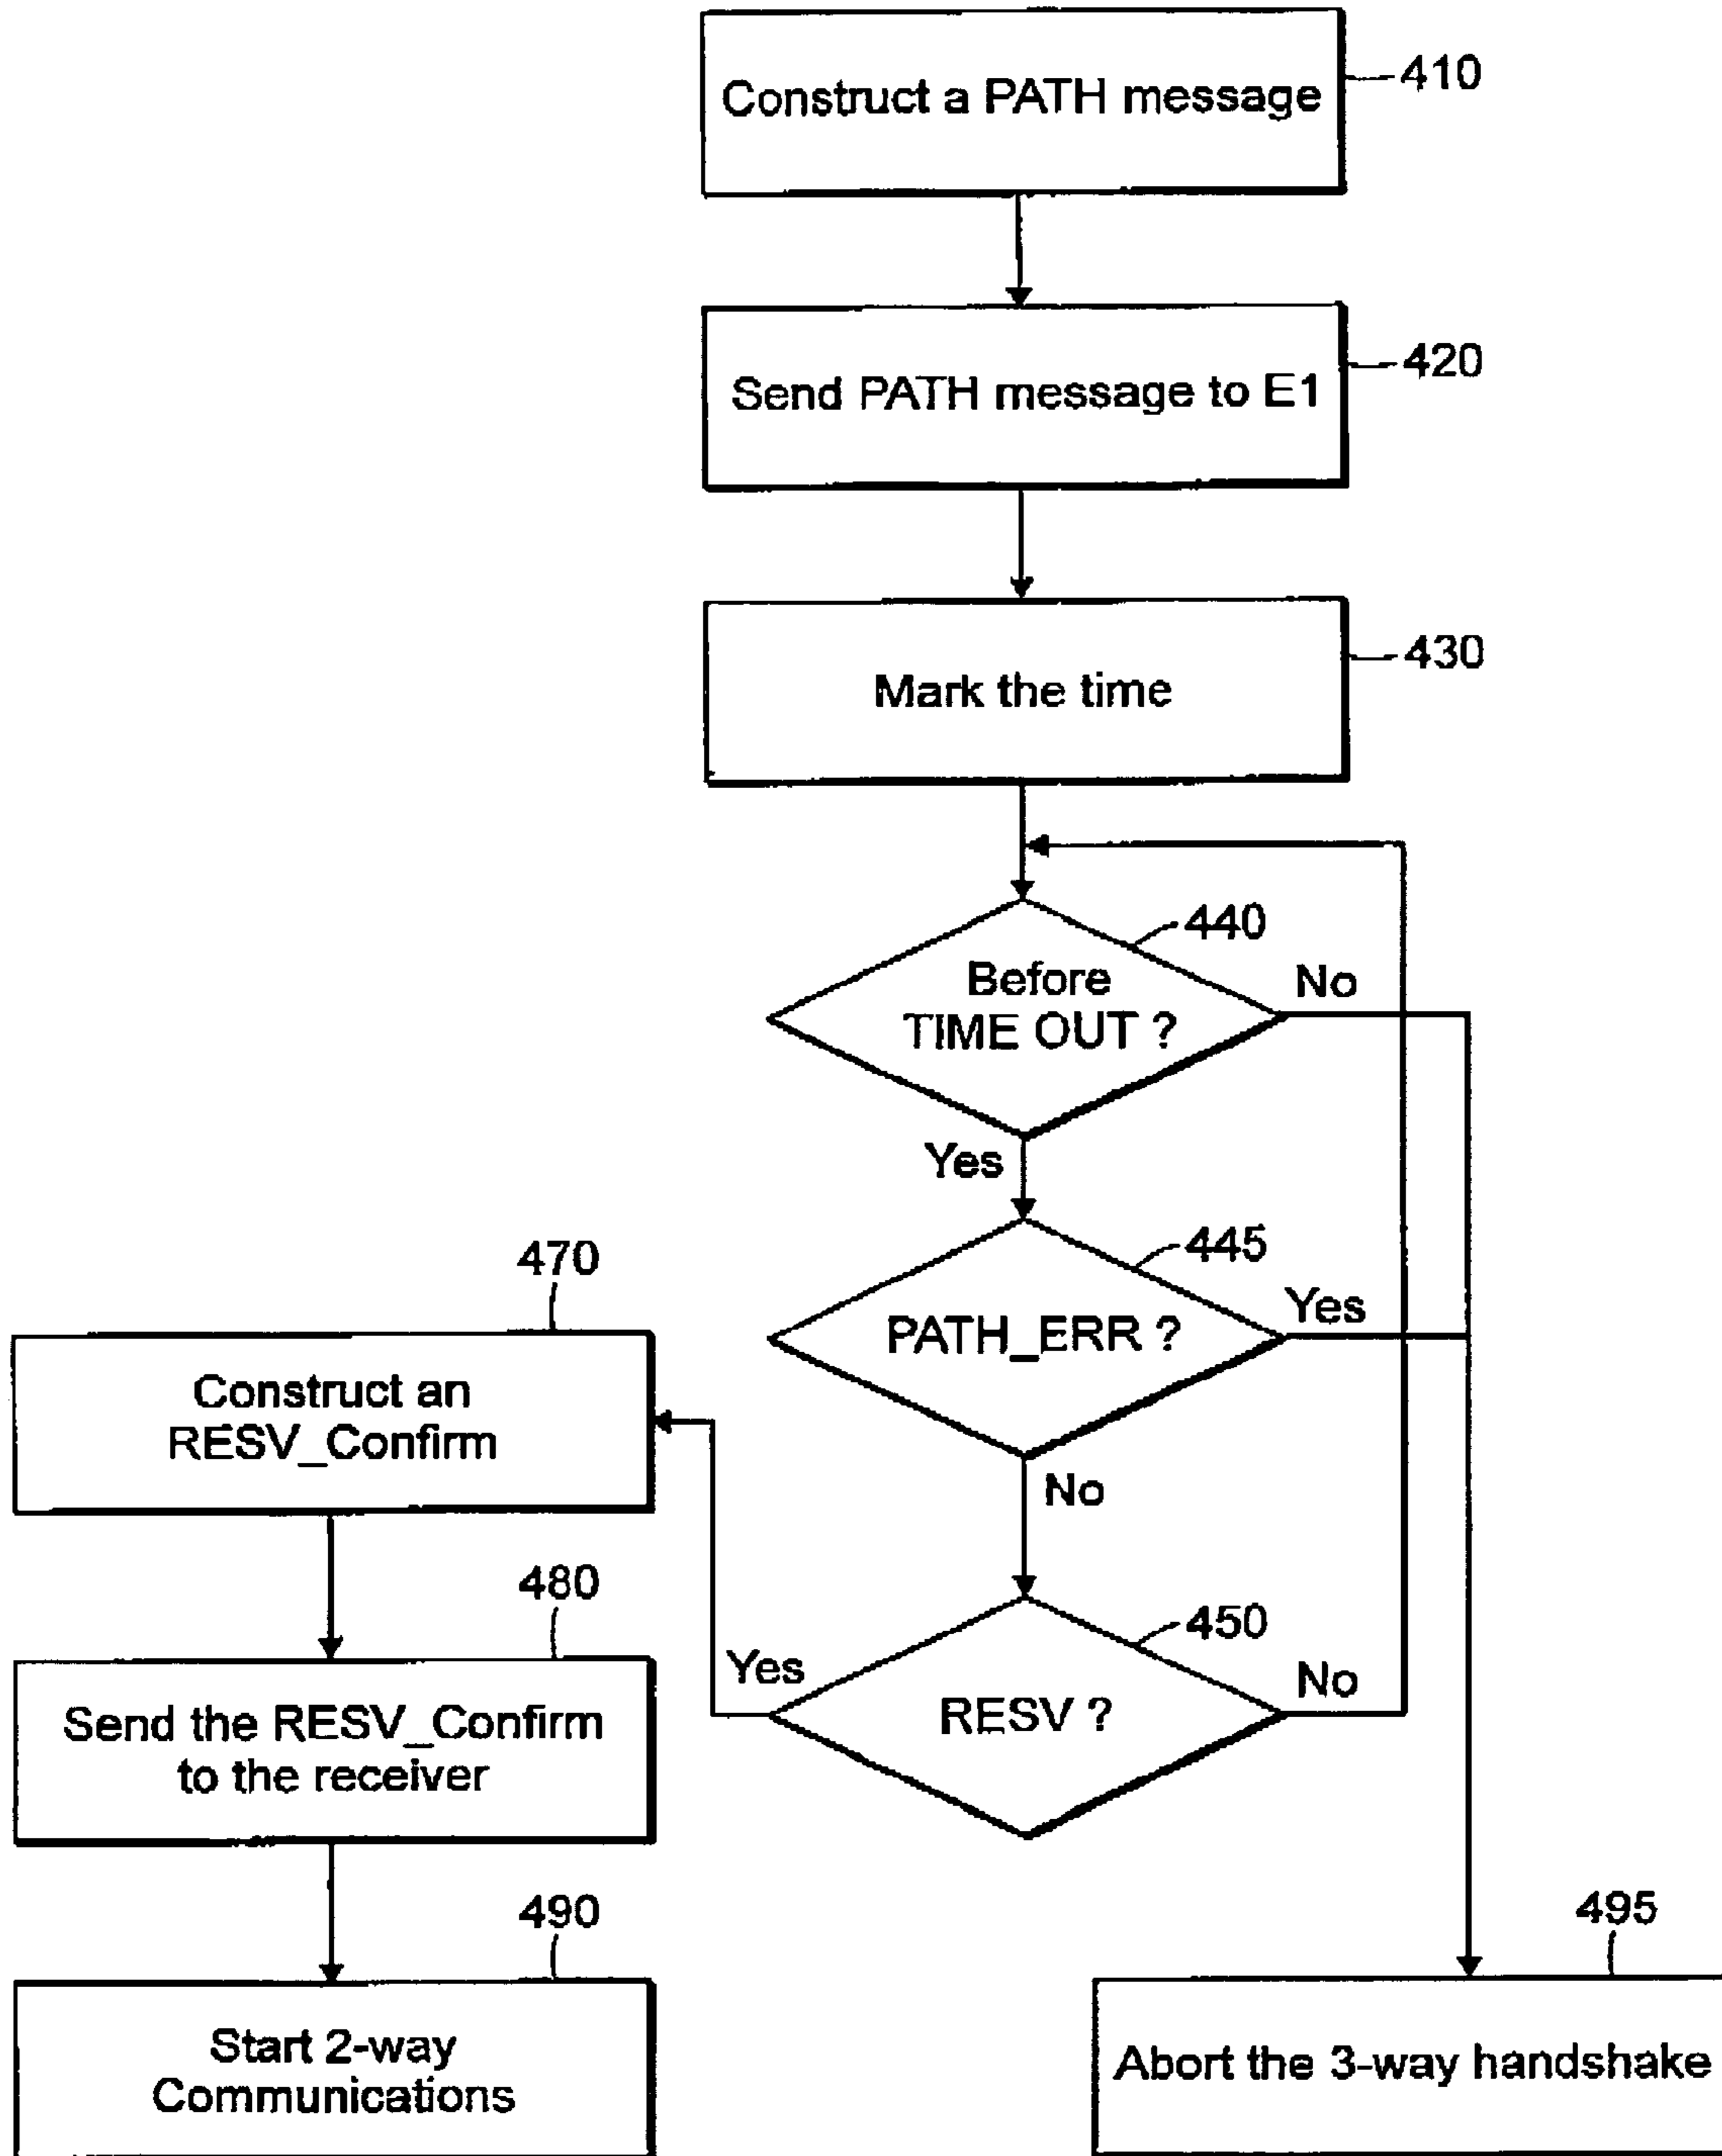 Construct a PATH message
410
Send PATH message to E1
420
Mark the time
430
440
Before
TIME OUT ?
No
Yes
445
PATH_ERR ?
Yes
No
470
Construct an
RESV_Confirm
450
RESV ?
Yes
No
480
Send the RESV_Confirm
to the receiver
490
Start 2-way
Communications
495
Abort the 3-way handshake